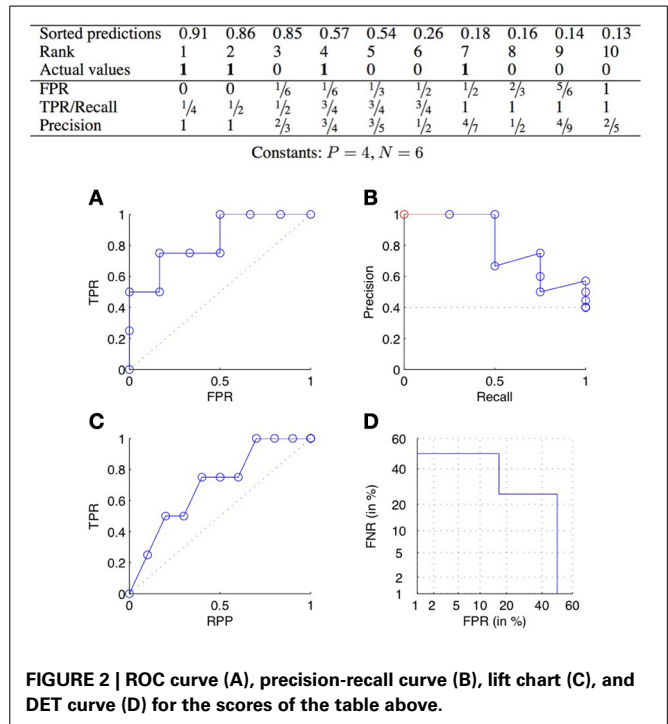 Sorted predictions 0.91 0.86 0.85 0.57 0.54 0.26 0.18 0.16 0.14 0.13
Rank 1 2 3 4 5 6 7 8 9 10
Actual values 1 1 0 1 0 0 1 0 0 0
FPR 0 0 1/6 1/6 1/3 1/2 1/2 2/3 5/6 1
TPR/Recall 1/4 1/2 1/2 3/4 3/4 3/4 1 1 1 1
Precision 1 1 2/3 3/4 3/5 1/2 4/7 1/2 4/9 2/5
Constants: P = 4, N = 6
A
1
0.8
0.6
0.4
0.2
0
TPR
0 0.5 1
FPR
B
1
0.8
0.6
0.4
0.2
0
Precision
0 0.5 1
Recall
C
1
0.8
0.6
0.4
0.2
0
TPR
0 0.5 1
RPP
D
60
40
20
10
5
2
1
FNR (in %)
1 2 5 10 20 40 60
FPR (in %)
FIGURE 2 | ROC curve (A), precision-recall curve (B), lift chart (C), and
DET curve (D) for the scores of the table above.